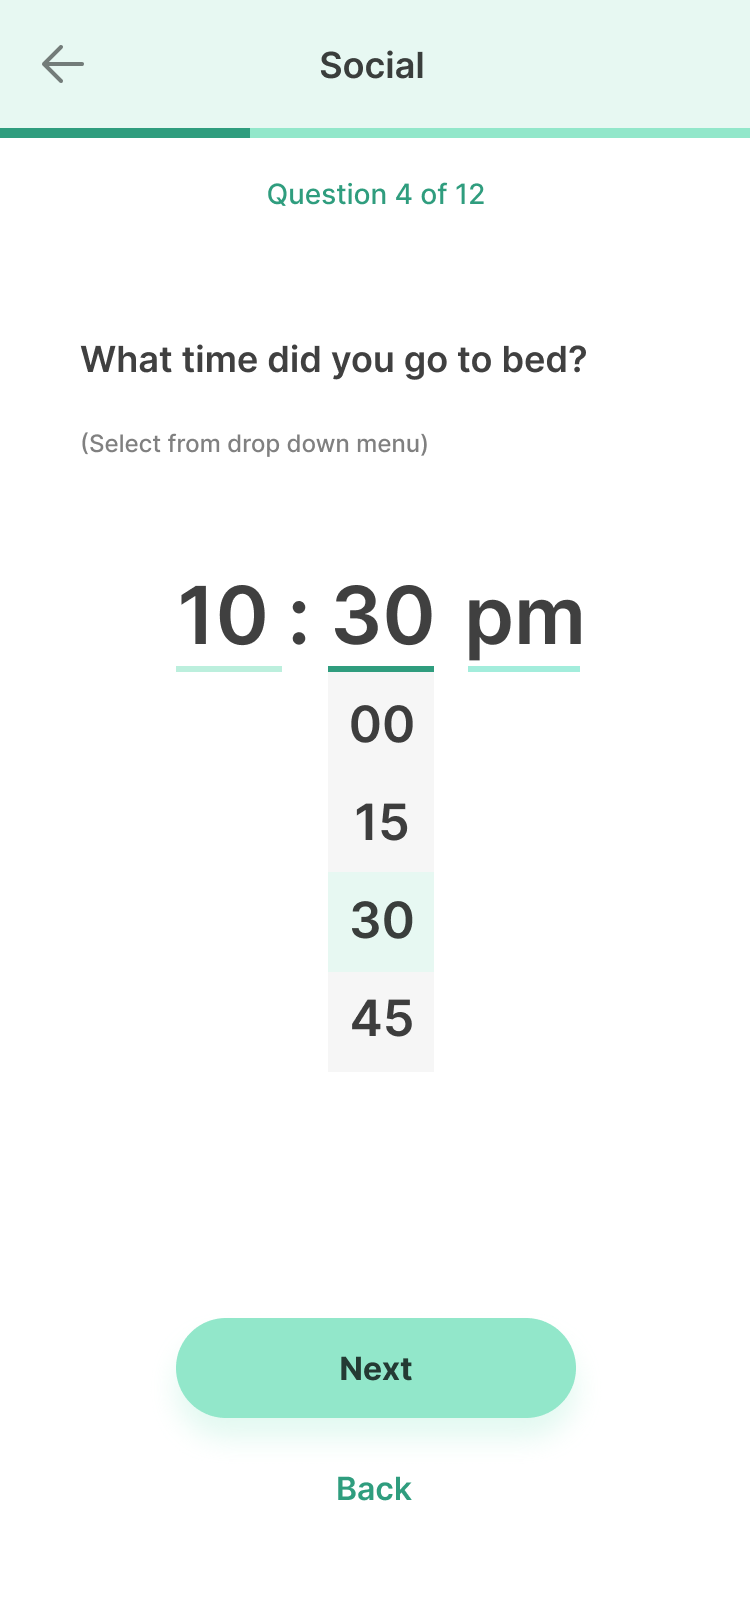 Social
Question 4 of 12
What time did you go to bed?
(Select from drop down menu)
10 : 30 pm
00
15
30
45
Next
Back